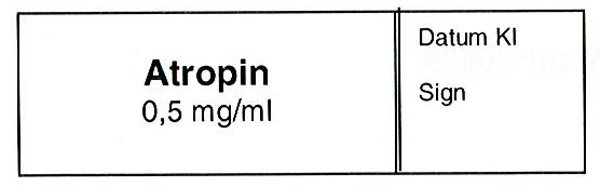 Atropin
0,5 mg/ml
Datum Kl
Sign